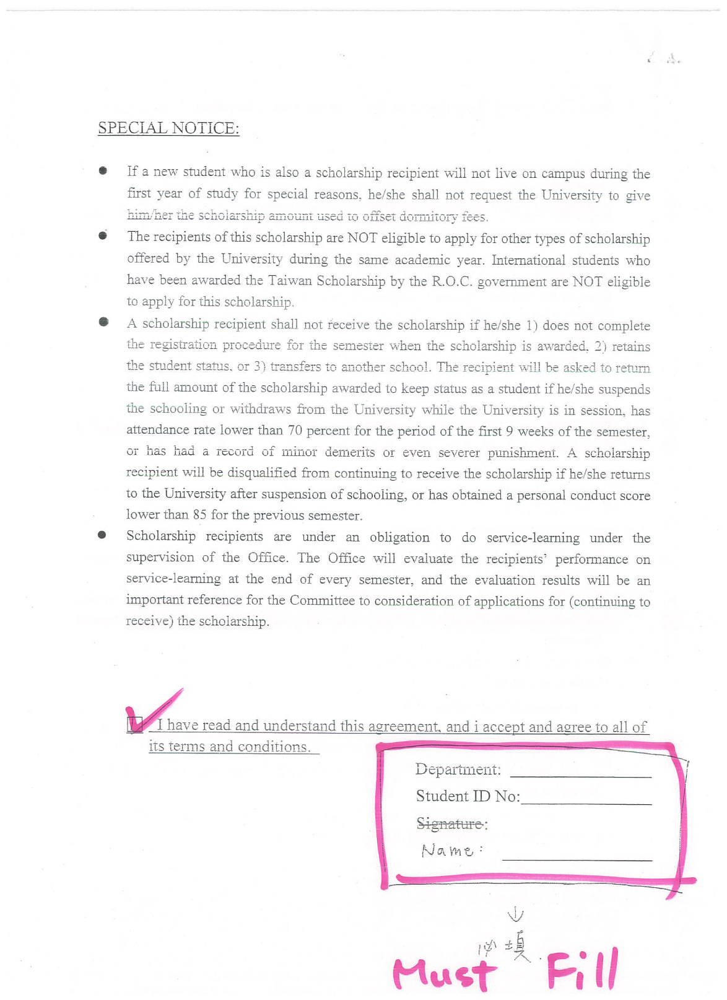 SPECIAL NOTICE:
● If a new student who is also a scholarship recipient will not live on campus during the
first year of study for special reasons, he/she shall not request the University to give
him/her the scholarship amount used to offset dormitory fees.
● The recipients of this scholarship are NOT eligible to apply for other types of scholarship
offered by the University during the same academic year. International students who
have been awarded the Taiwan Scholarship by the R.O.C. government are NOT eligible
to apply for this scholarship.
● A scholarship recipient shall not receive the scholarship if he/she 1) does not complete
the registration procedure for the semester when the scholarship is awarded, 2) retains
the student status, or 3) transfers to another school. The recipient will be asked to return
the full amount of the scholarship awarded to keep status as a student if he/she suspends
the schooling or withdraws from the University while the University is in session, has
attendance rate lower than 70 percent for the period of the first 9 weeks of the semester,
or has had a record of minor demerits or even severer punishment. A scholarship
recipient will be disqualified from continuing to receive the scholarship if he/she returns
to the University after suspension of schooling, or has obtained a personal conduct score
lower than 85 for the previous semester.
● Scholarship recipients are under an obligation to do service-learning under the
supervision of the Office. The Office will evaluate the recipients’ performance on
service-learning at the end of every semester, and the evaluation results will be an
important reference for the Committee to consideration of applications for (continuing to
receive) the scholarship.
I have read and understand this agreement, and i accept and agree to all of
its terms and conditions.
Department:
Student ID No:
Signature:
Name:
必填
Must Fill